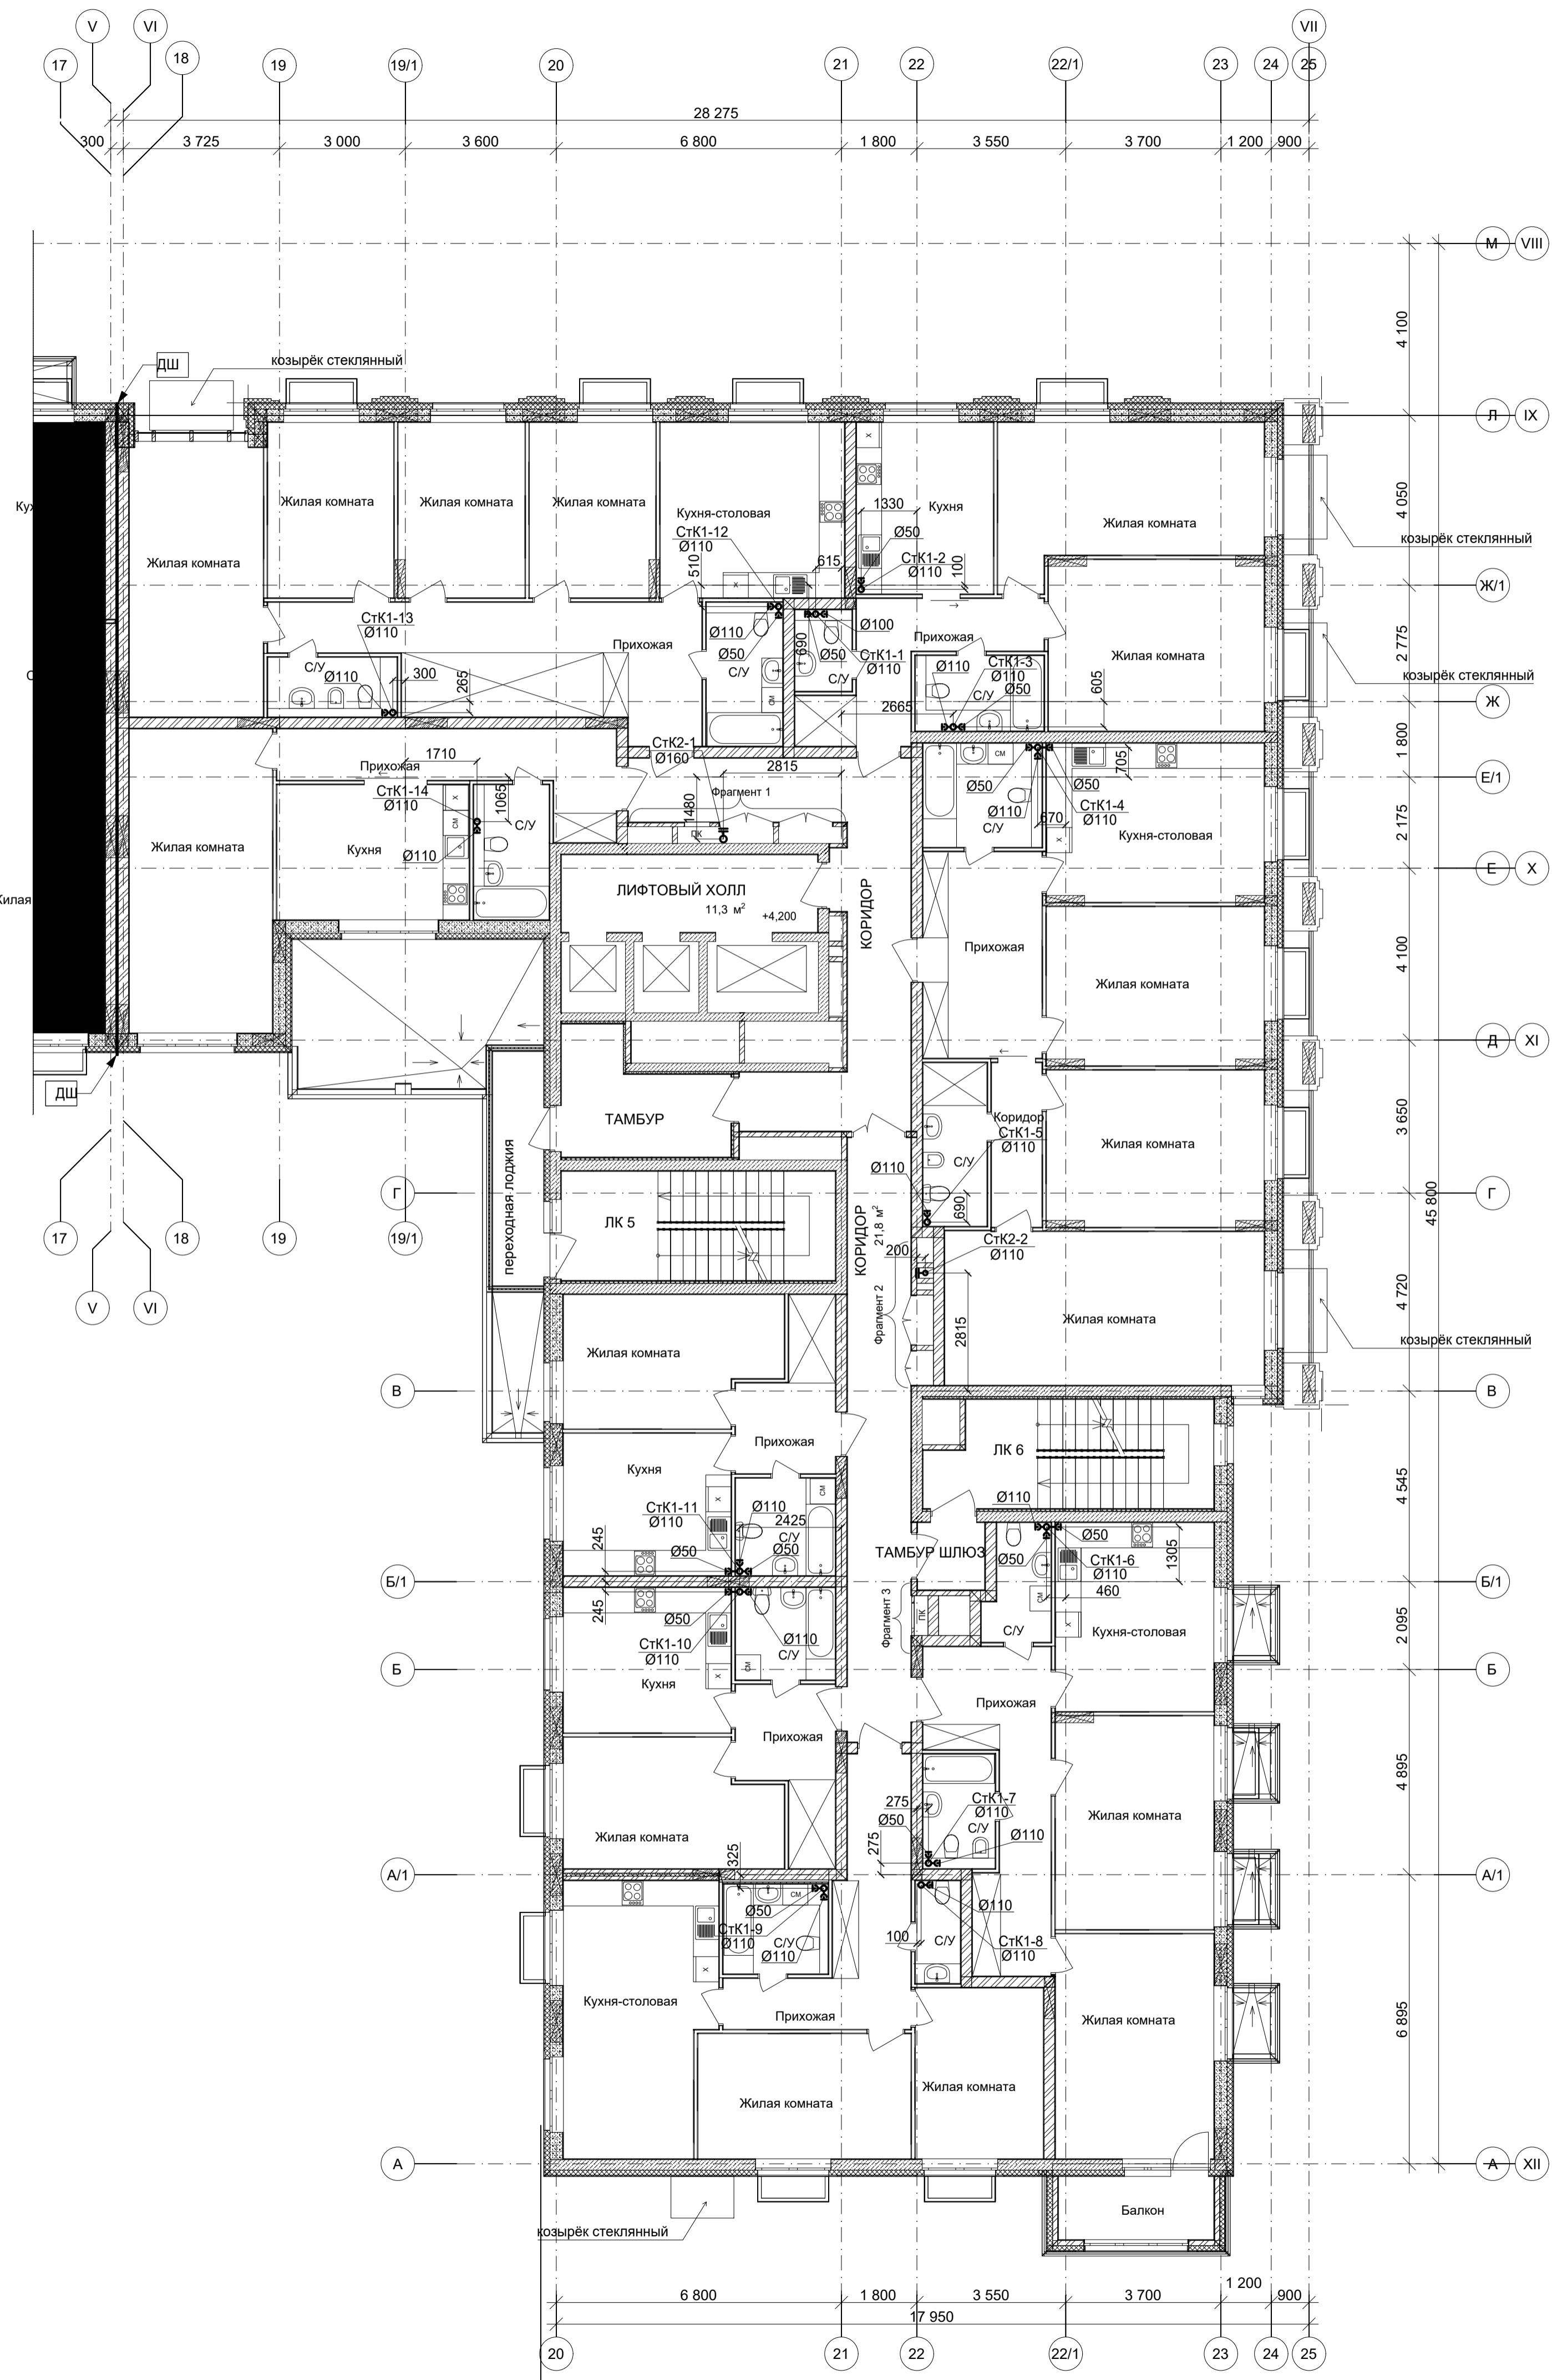 V
VI
VII
17
18
19
19/1
20
21
22
22/1
23
24
25
28 275
300
3 725
3 000
3 600
6 800
1 800
3 550
3 700
1 200
900
М
VIII
4 100
ДШ
козырёк стеклянный
Л
IX
Жилая комната
Жилая комната
Жилая комната
Кухня-столовая
Х
1330
Кухня
Жилая комната
4 050
козырёк стеклянный
СтК1-12
Ø110
Ø50
СтК1-2
Ø110
Жилая комната
510
615
100
Х
Ж/1
СтК1-13
Ø110
Прихожая
Ø110
Ø50
С/У
690
Ø100
Ø50
СтК1-1
Ø110
С/У
Прихожая
Жилая комната
2 775
С/У
Ø110
300
265
СМ
Ø110
СтК1-3
Ø110
С/У
Ø50
605
козырёк стеклянный
Ж
2665
СтК2-1
Ø160
1710
2815
СМ
705
1 800
Прихожая
Е/1
СтК1-14
Ø110
1065
Х
СМ
С/У
1480
Фрагмент 1
ПК
Ø50
Ø110
С/У
670
Ø50
СтК1-4
Ø110
Х
Кухня-столовая
2 175
Жилая комната
Кухня
Ø110
ЛИФТОВЫЙ ХОЛЛ
11,3 м²
+4,200
КОРИДОР
Е
X
Прихожая
Жилая комната
4 100
Д
XI
ДШ
ТАМБУР
Коридор
СтК1-5
Ø110
Жилая комната
3 650
переходная лоджия
Ø110
С/У
690
Г
ЛК 5
КОРИДОР
21,8 м²
Г
45 800
17
18
19
19/1
200
СтК2-2
Ø110
V
VI
Фрагмент 2
2815
Жилая комната
4 720
козырёк стеклянный
Жилая комната
В
В
Прихожая
Кухня
Х
СМ
ЛК 6
4 545
СтК1-11
Ø110
Ø110
2425
С/У
Ø50
245
Ø50
Ø110
ТАМБУР ШЛЮЗ
Ø50
Ø50
СтК1-6
Ø110
1305
Б/1
Б/1
245
Ø50
СтК1-10
Ø110
Ø110
С/У
СМ
Х
Фрагмент 3
ПК
СМ
460
Х
С/У
Кухня-столовая
2 095
Б
Кухня
Б
Прихожая
Прихожая
Жилая комната
275
СтК1-7
Ø110
Ø50
С/У
Ø110
275
Жилая комната
4 895
А/1
325
А/1
СМ
Ø50
СтК1-9
Ø110
С/У
Ø110
Х
Ø110
100
С/У
СтК1-8
Ø110
Кухня-столовая
Прихожая
Жилая комната
6 895
Жилая комната
Жилая комната
А
А
XII
Балкон
козырёк стеклянный
6 800
1 800
3 550
3 700
1 200
900
17 950
20
21
22
22/1
23
24
25